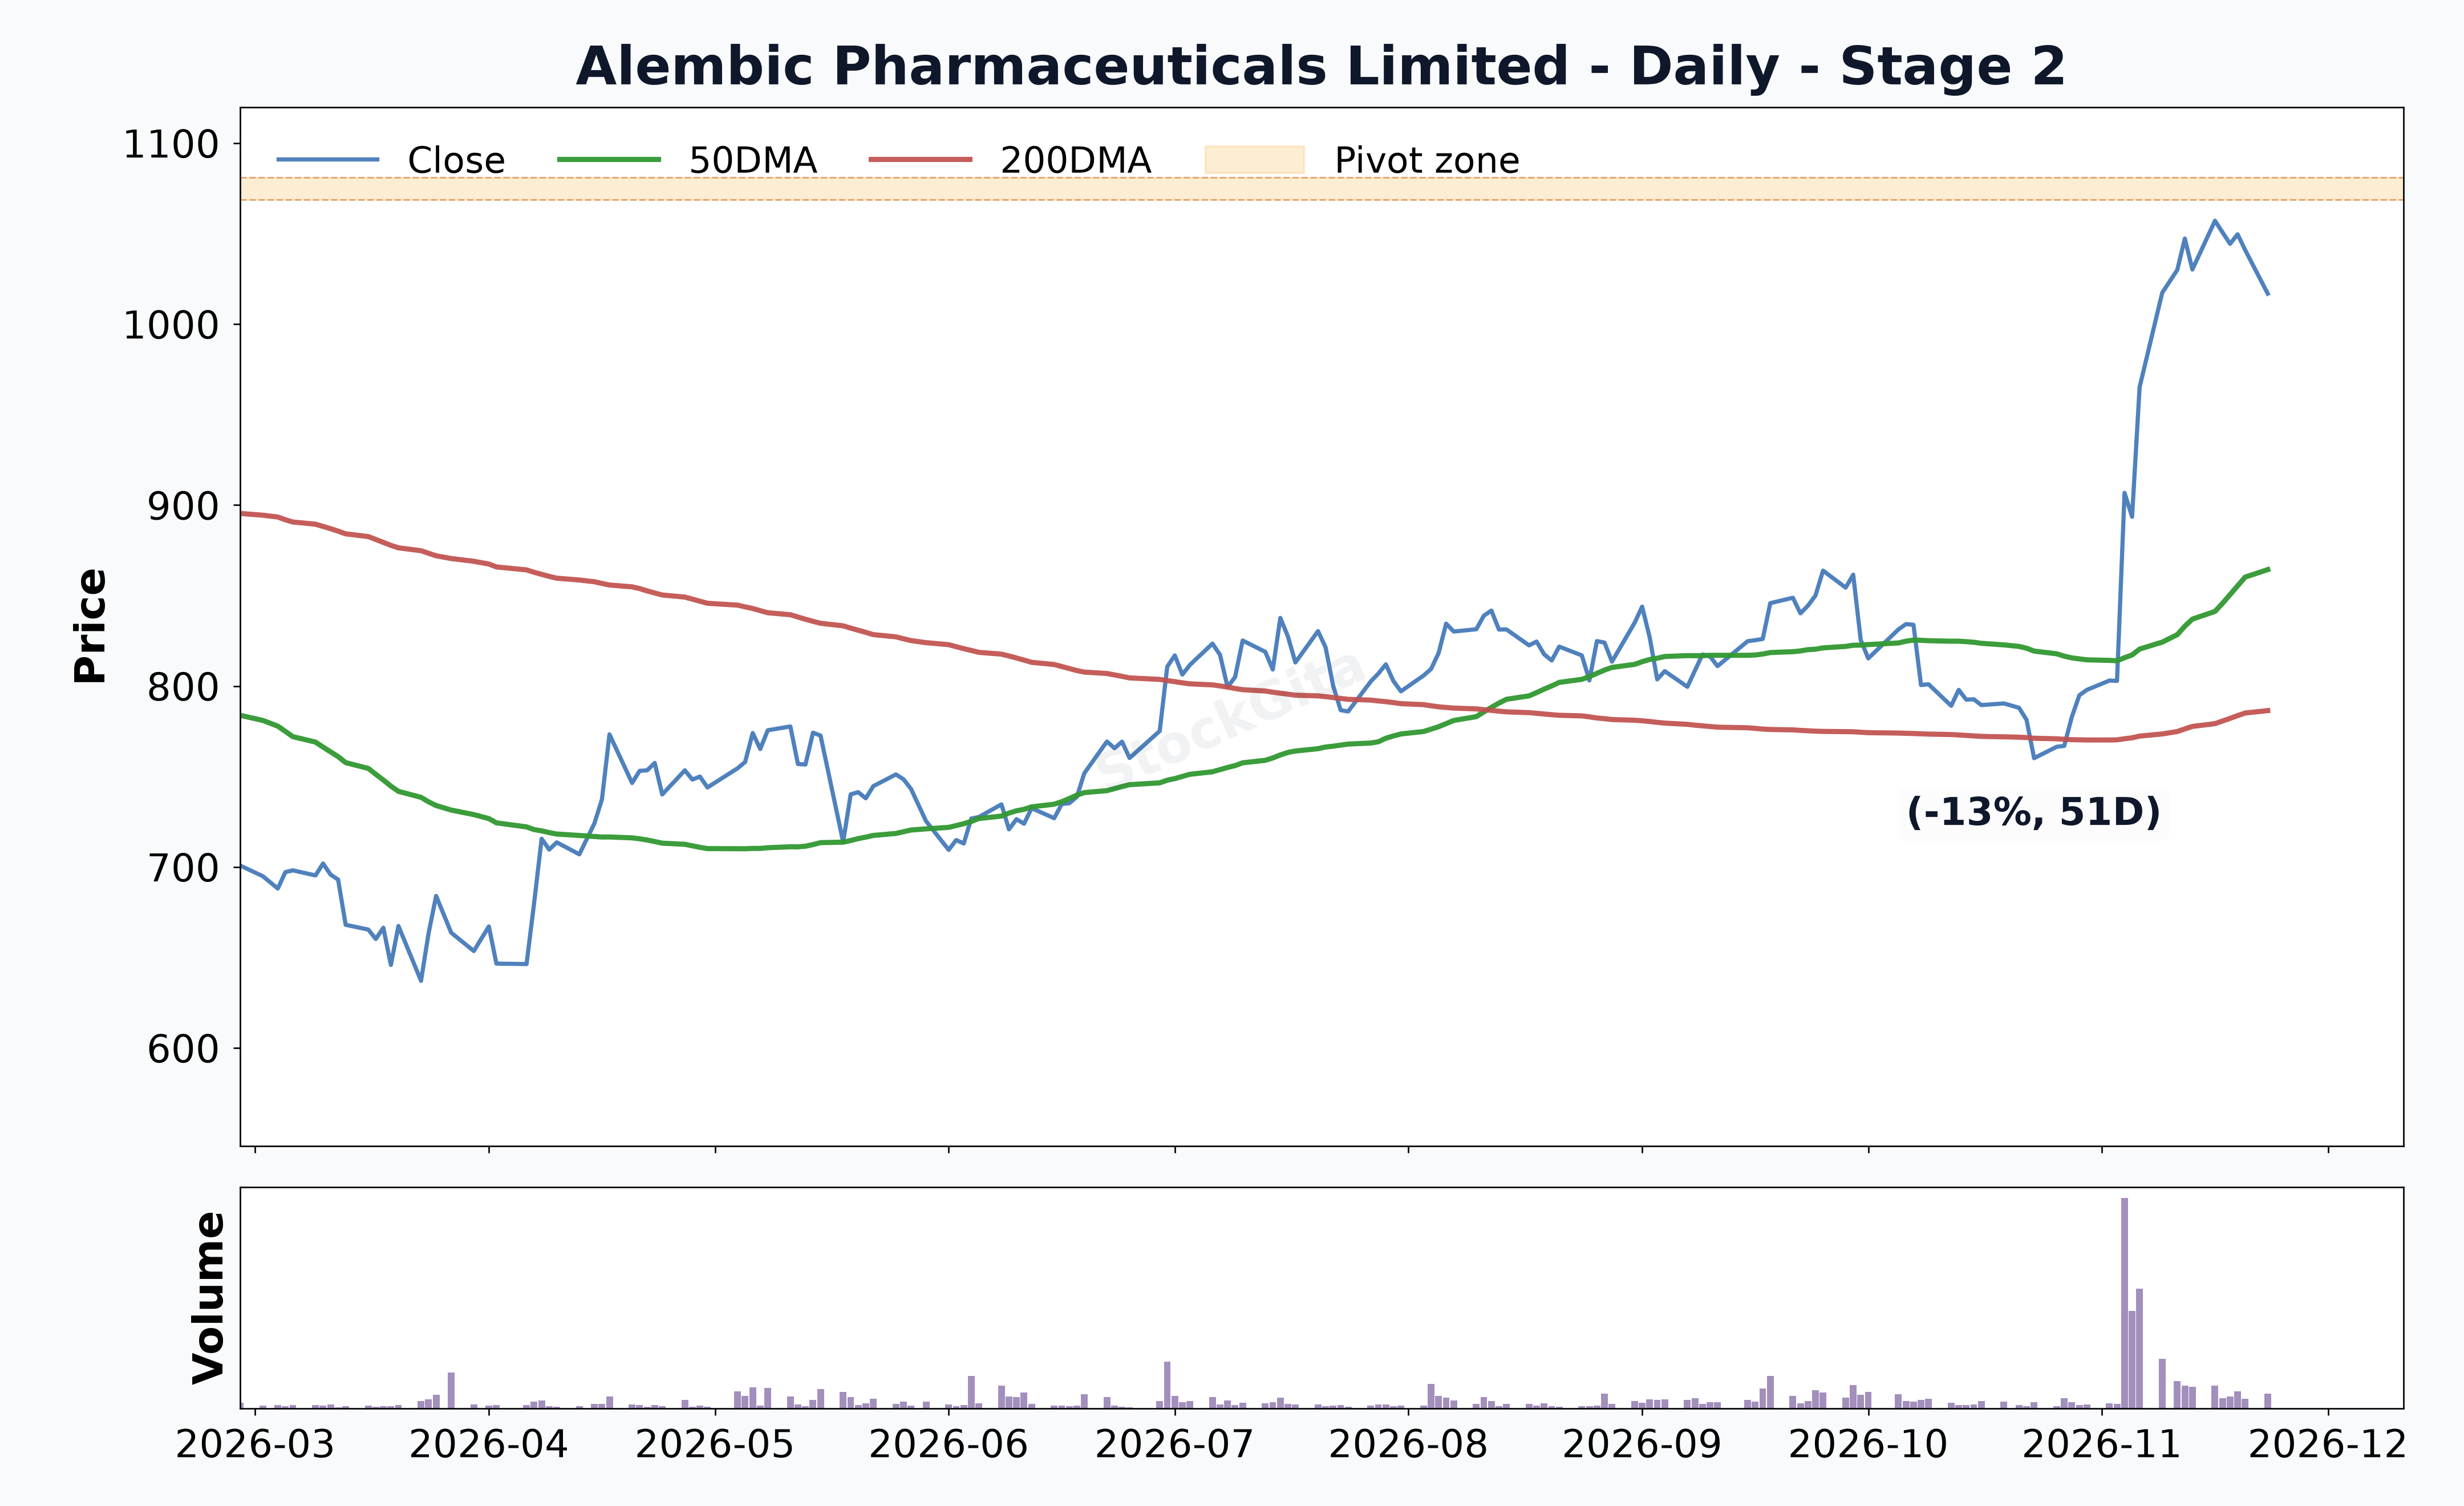 Alembic Pharmaceuticals Limited - Daily - Stage 2
Close 50DMA 200DMA Pivot zone
1100
1000
900
800
700
600
Price
StockGita
(-13%, 51D)
Volume
2026-03 2026-04 2026-05 2026-06 2026-07 2026-08 2026-09 2026-10 2026-11 2026-12